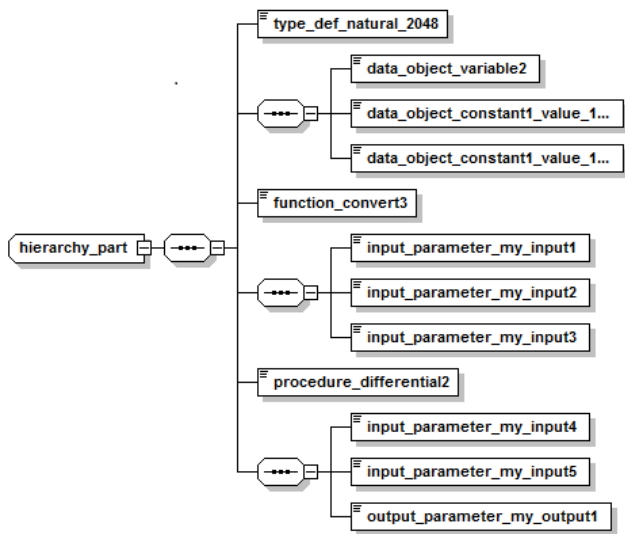 type_def_natural_2048
data_object_variable2
data_object_constant1_value_1...
data_object_constant1_value_1...
function_convert3
hierarchy_part
input_parameter_my_input1
input_parameter_my_input2
input_parameter_my_input3
procedure_differential2
input_parameter_my_input4
input_parameter_my_input5
output_parameter_my_output1